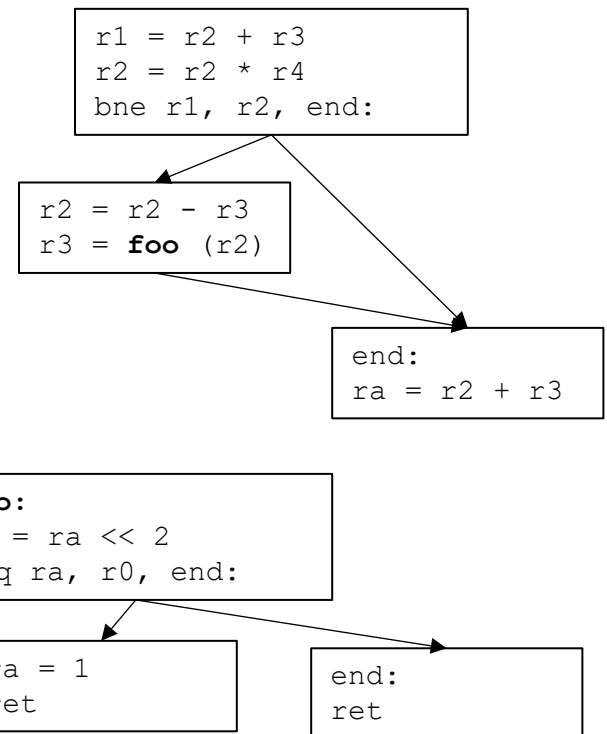 r1 = r2 + r3
r2 = r2 * r4
bne r1, r2, end:
r2 = r2 - r3
r3 = foo (r2)
end:
ra = r2 + r3
o:
= ra << 2
q ra, r0, end:
a = 1
et
end:
ret